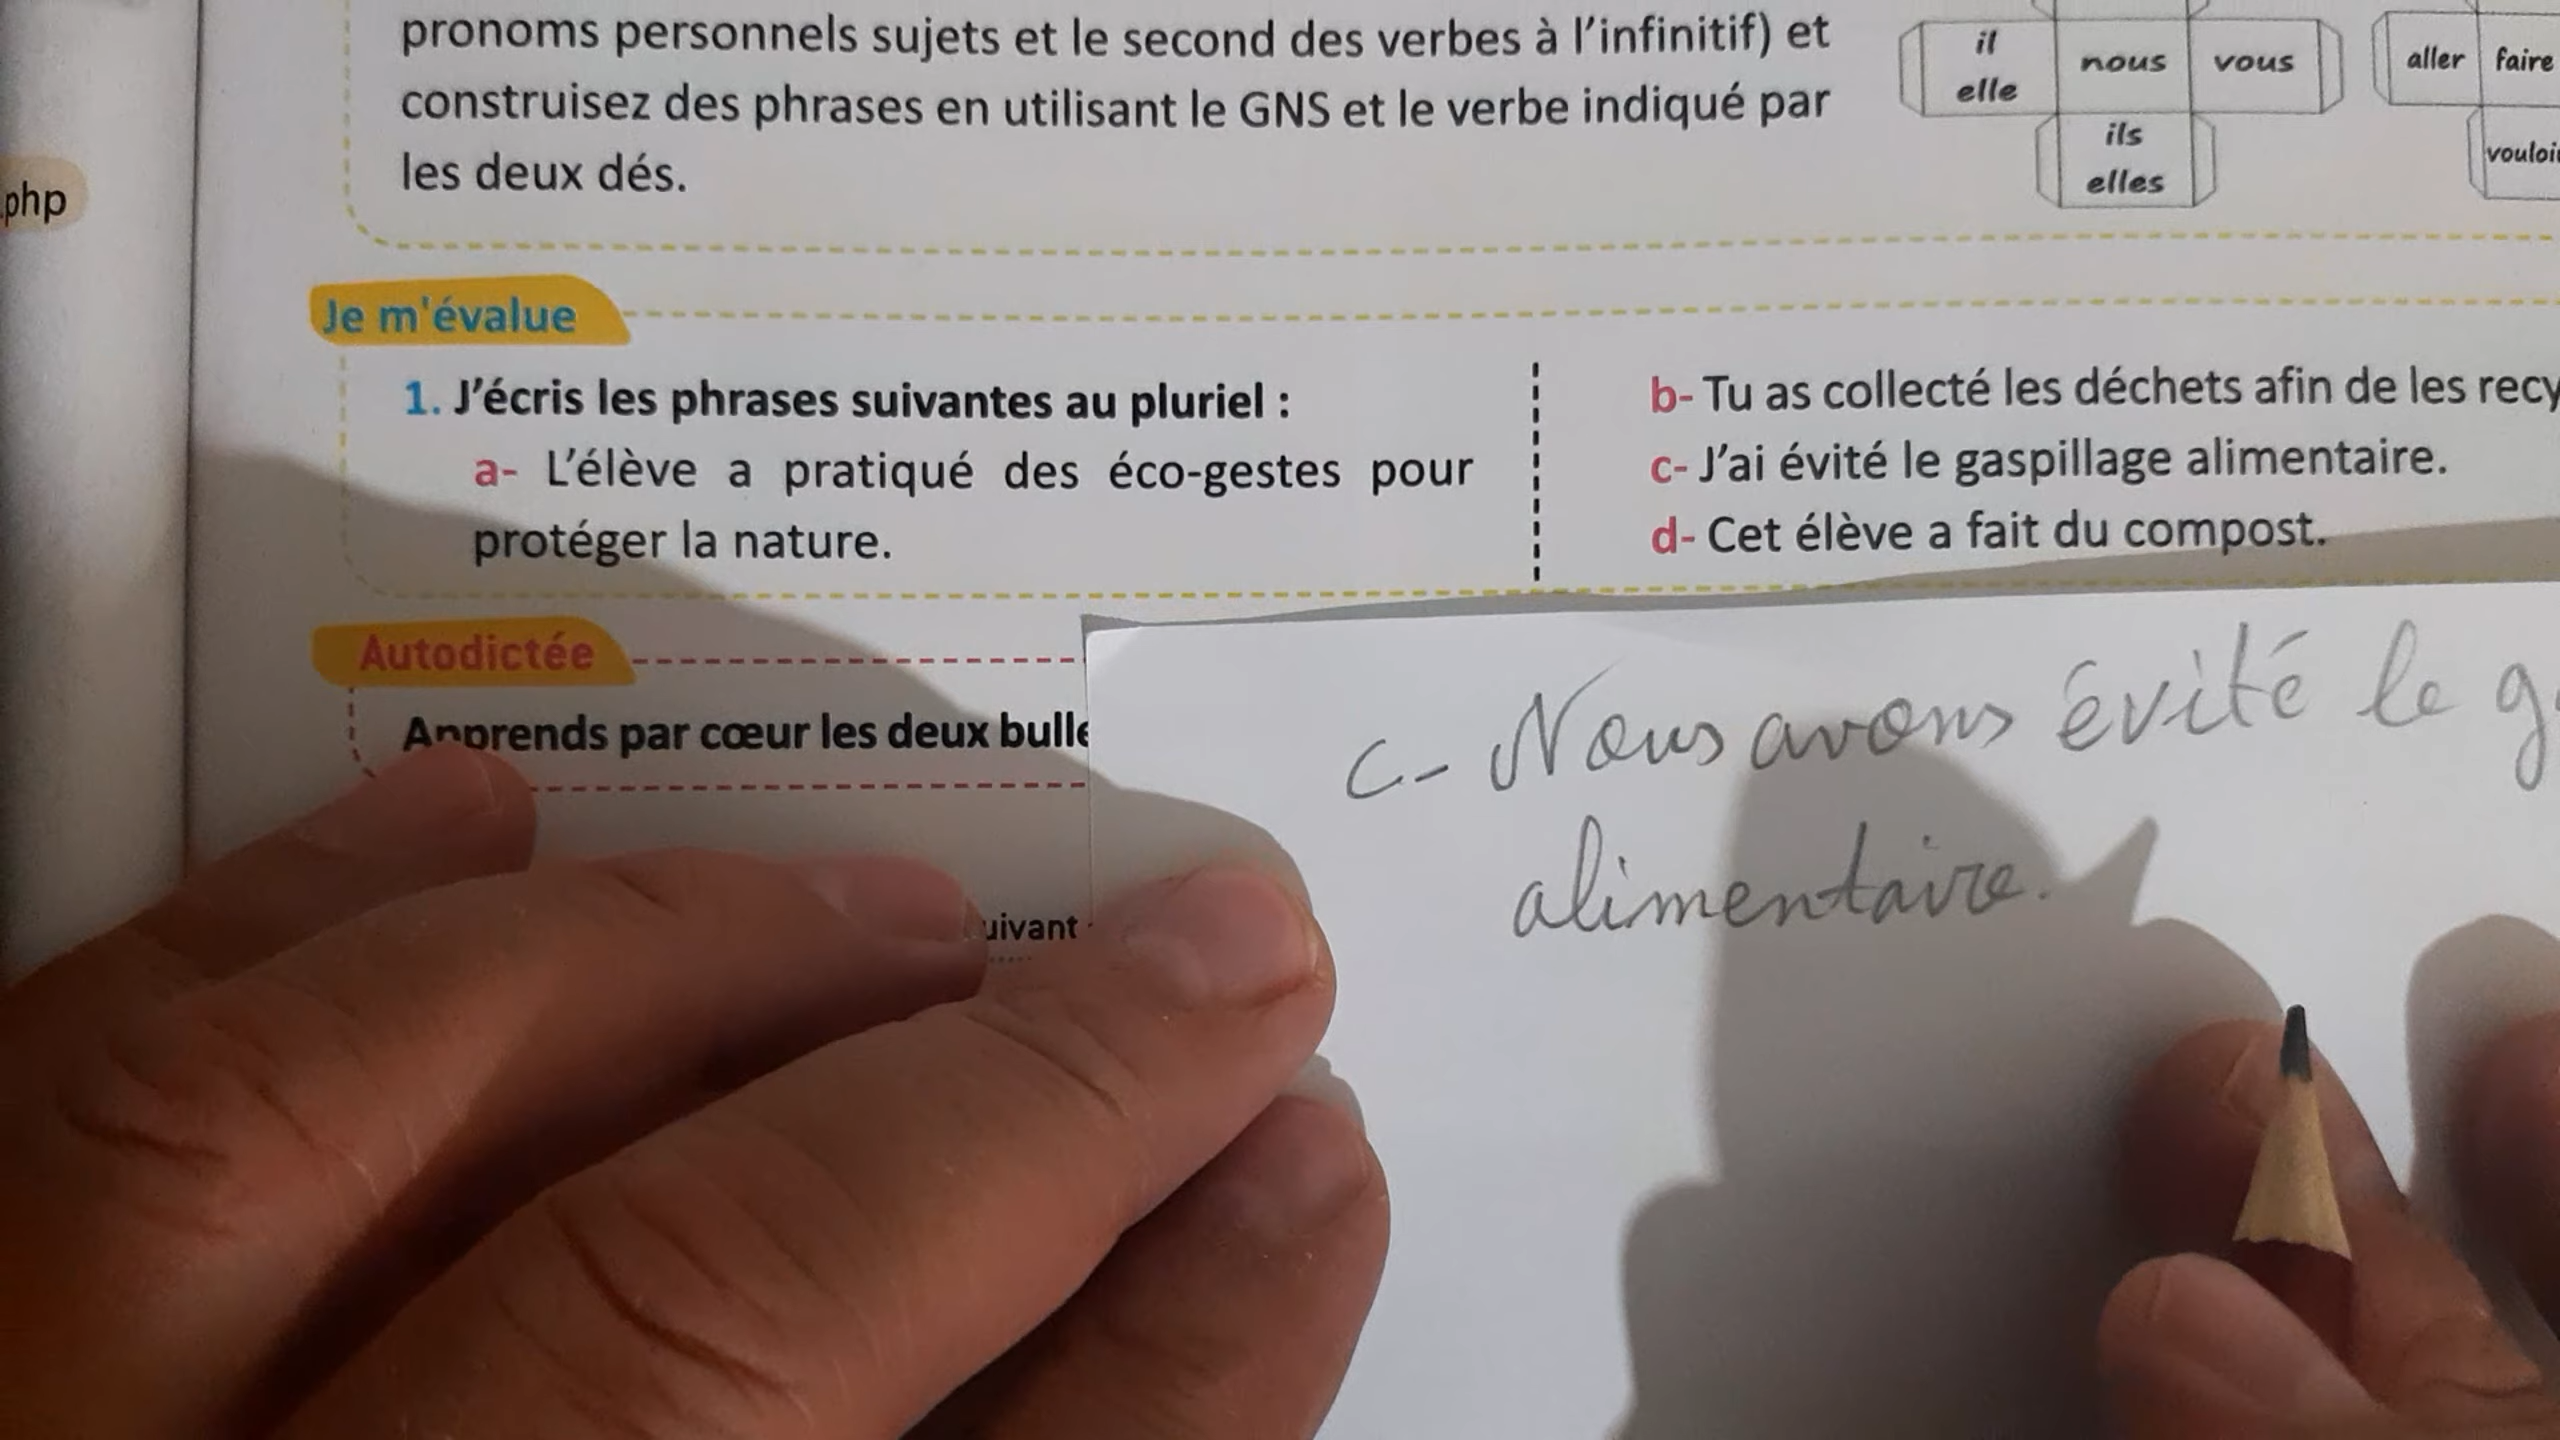 pronoms personnels sujets et le second des verbes à l'infinitif) et
construisez des phrases en utilisant le GNS et le verbe indiqué par
les deux dés.
il
elle
nous
vous
ils
elles
aller
faire
php
Je m'évalue
1. J'écris les phrases suivantes au pluriel :
a- L'élève a pratiqué des éco-gestes pour
protéger la nature.
b- Tu as collecté les déchets afin de les
c- J'ai évité le gaspillage alimentaire.
d- Cet élève a fait du compost.
Autodictée
Apprends par cœur les deux
c- Nous avons évité le
alimentaire.